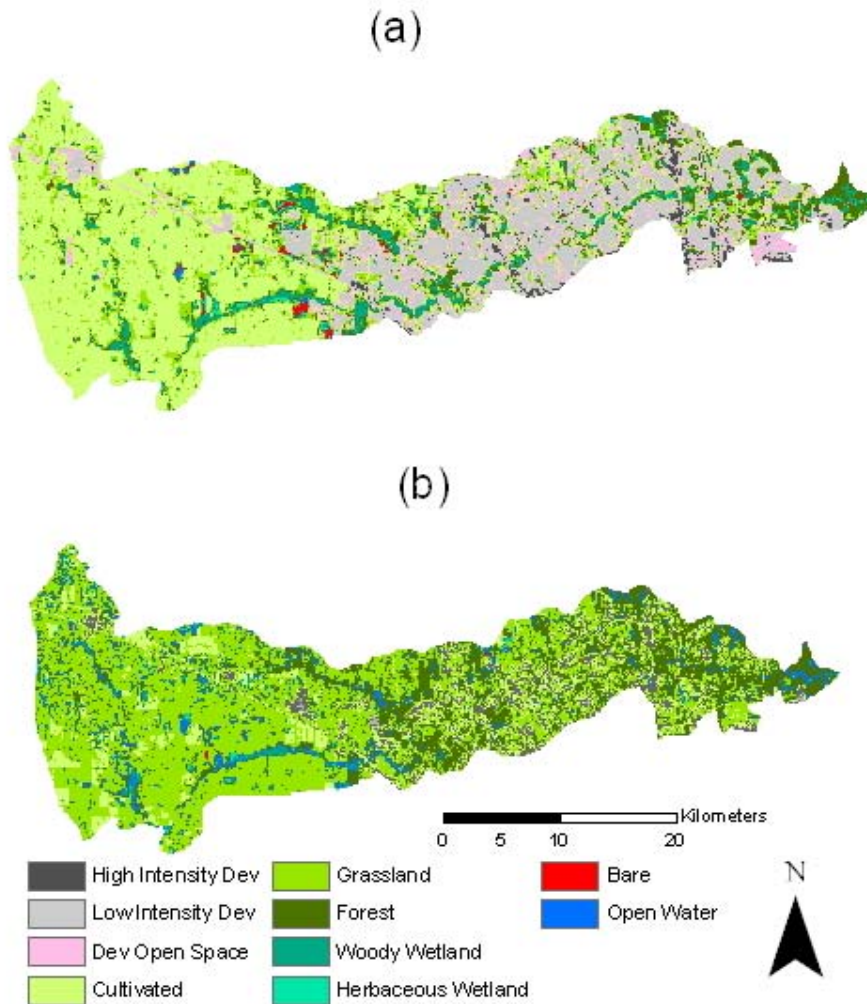 (a)
(b)
Kilometers
0 5 10 20
High Intensity Dev Grassland Bare
Low Intensity Dev Forest Open Water
Dev Open Space Woody Wetland
Cultivated Herbaceous Wetland
N